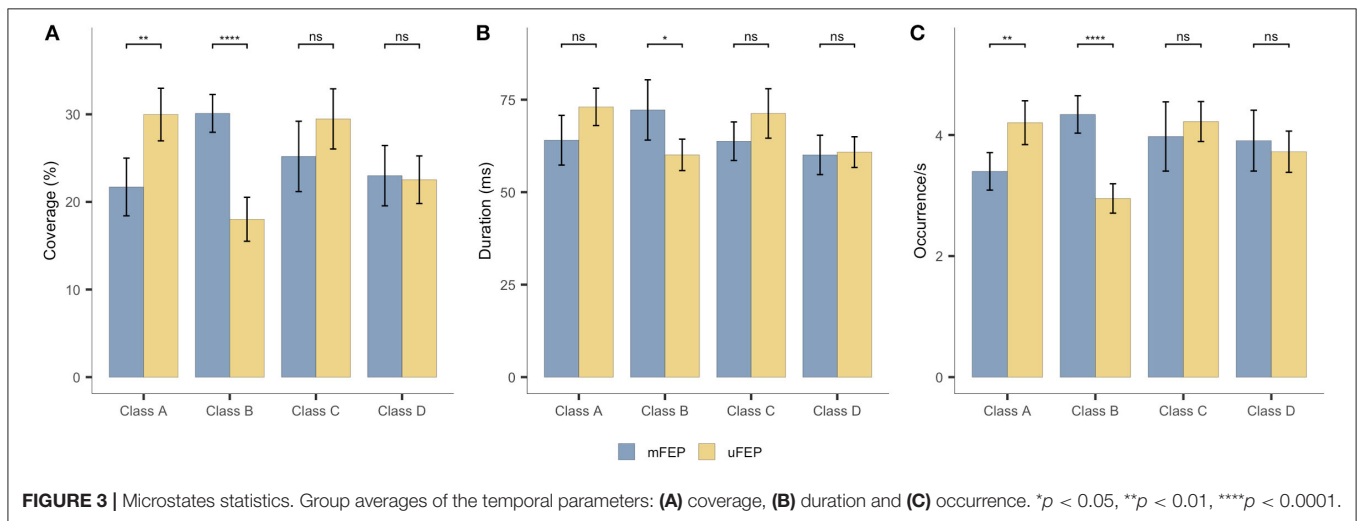 A
** **** ns ns
Coverage (%)
30
20
10
0
Class A Class B Class C Class D
B
ns * ns ns
Duration (ms)
75
50
25
0
Class A Class B Class C Class D
C
** **** ns ns
Occurrence/s
4
2
0
Class A Class B Class C Class D
mFEP uFEP
FIGURE 3 | Microstates statistics. Group averages of the temporal parameters: (A) coverage, (B) duration and (C) occurrence. *p < 0.05, **p < 0.01, ****p < 0.0001.